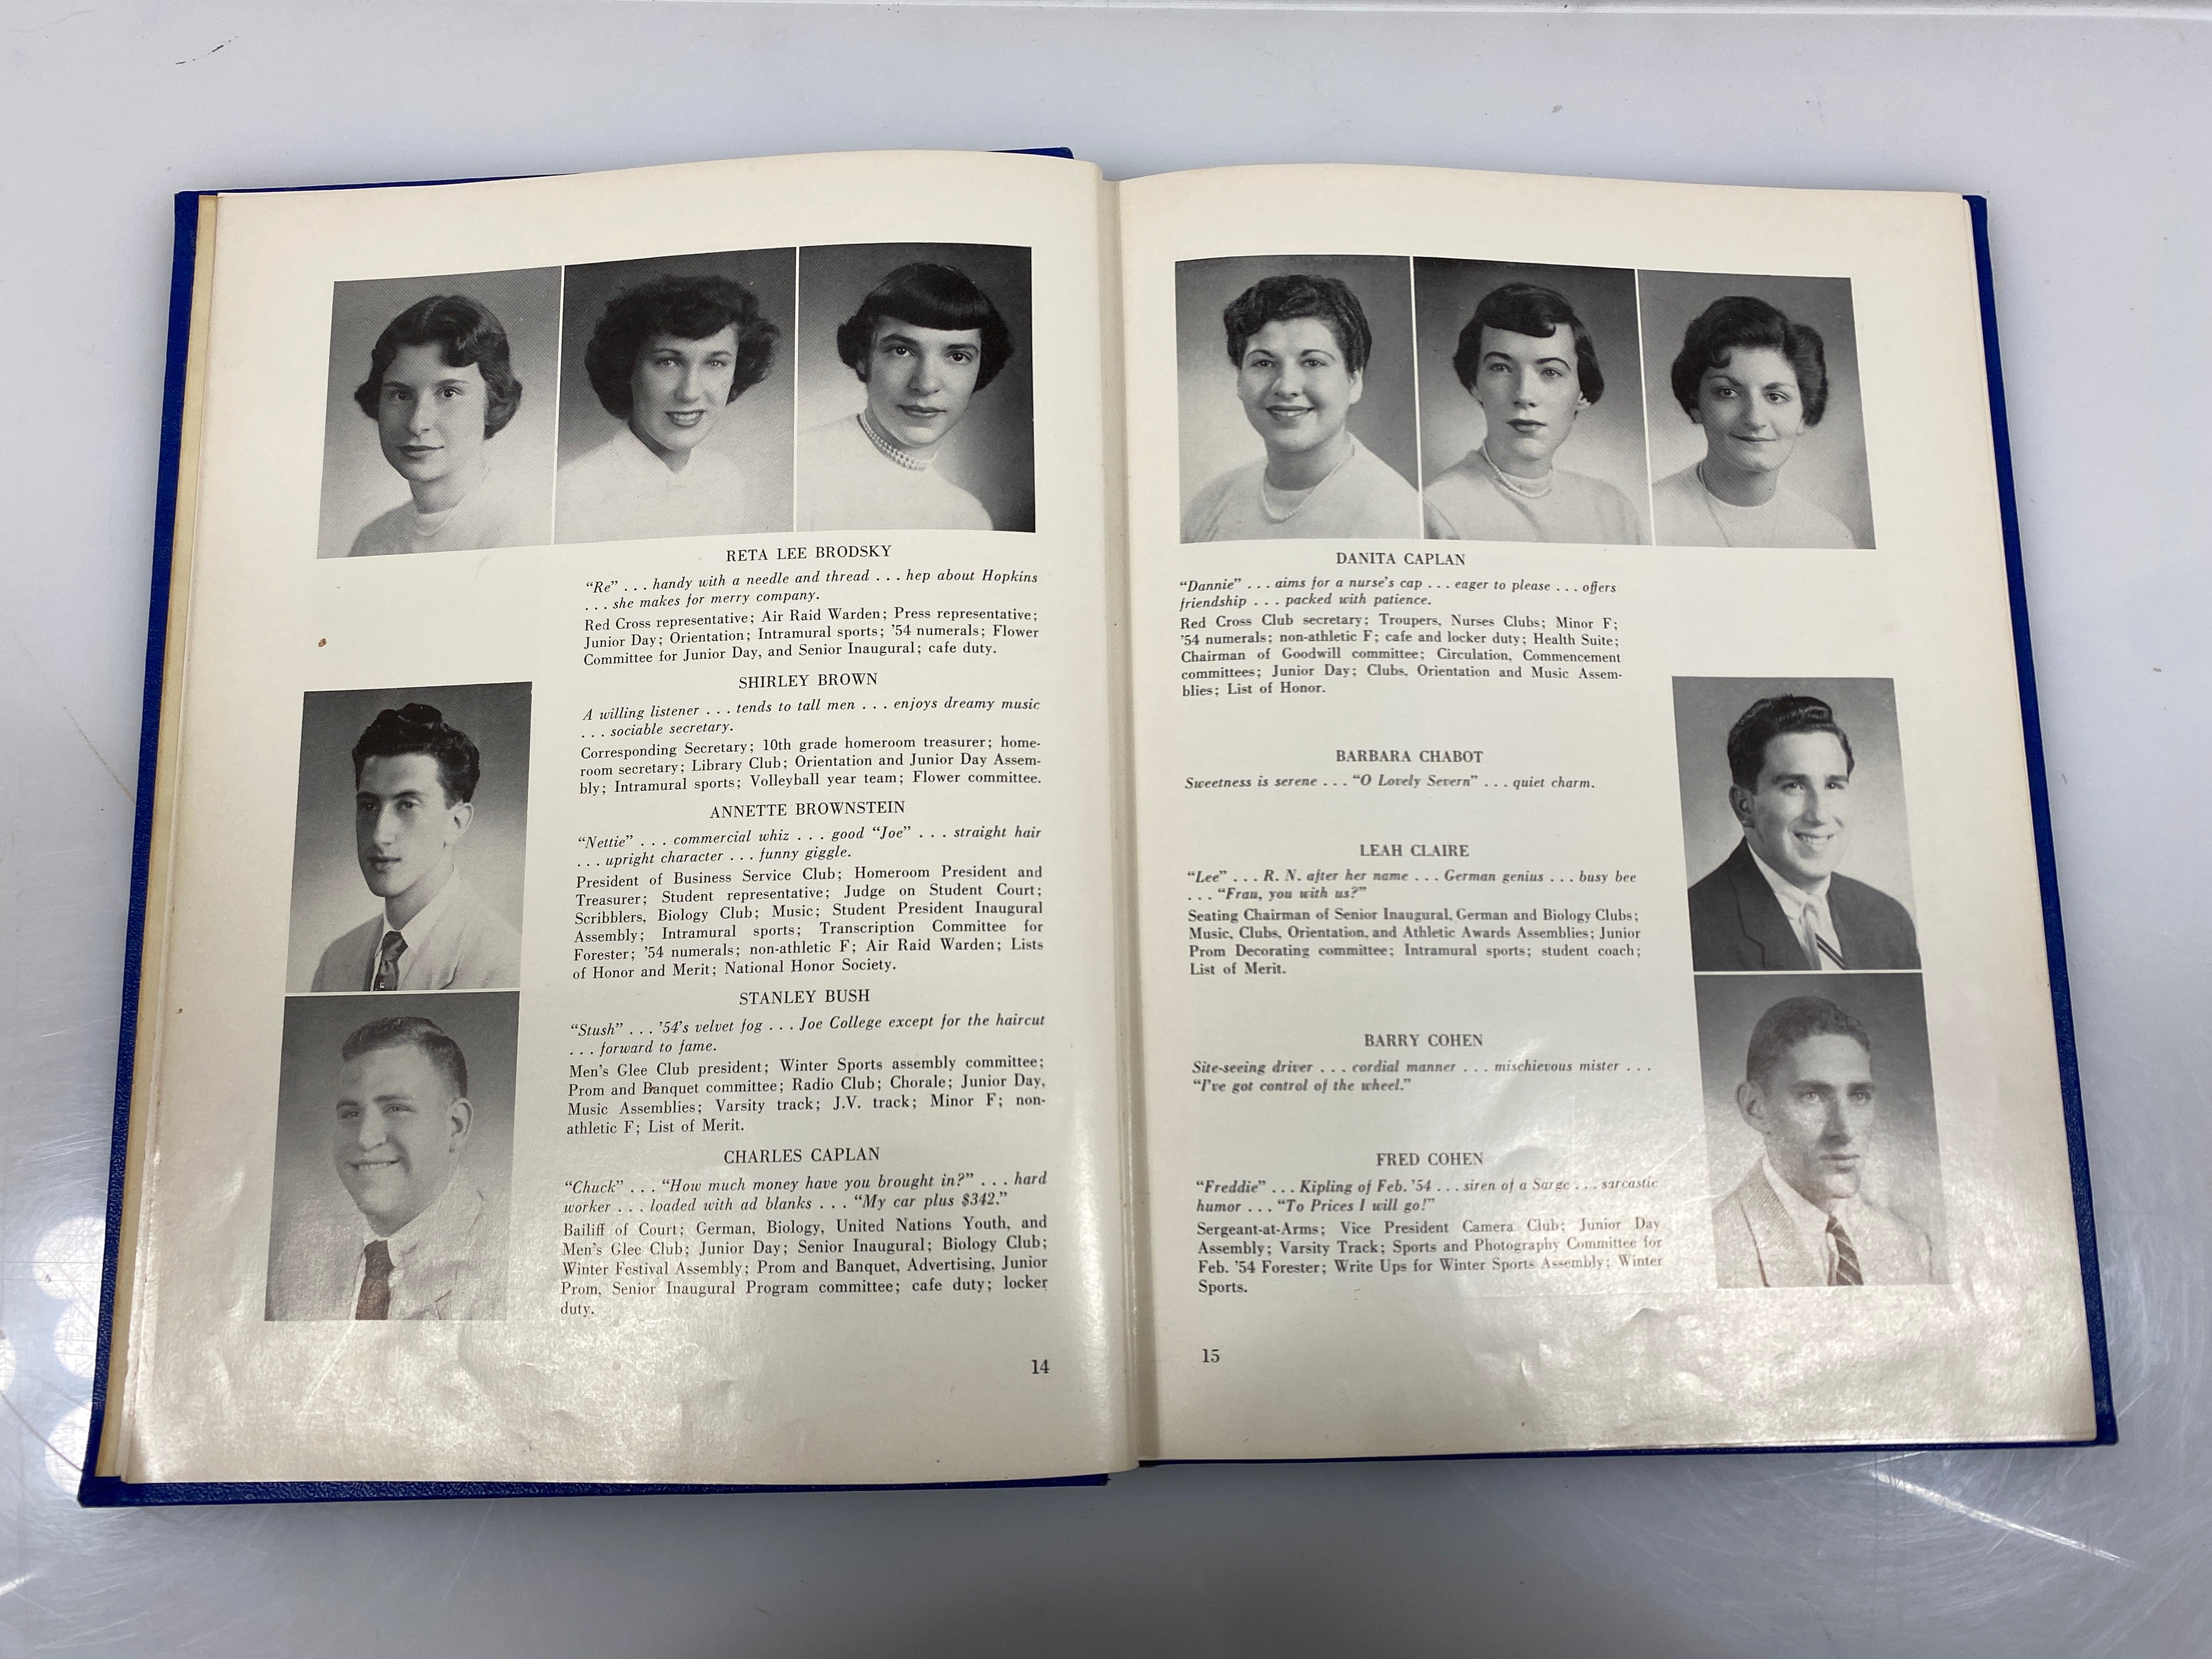 RETA LEE BRODSKY
“Re” . . . handy with a needle and thread . . . hep about Hopkins
. . . she makes for merry company.
Red Cross representative; Air Raid Warden; Press representative;
Junior Day; Orientation; Intramural sports; ’54 numerals; Flower
Committee for Junior Day, and Senior Inaugural; cafe duty.
SHIRLEY BROWN
A willing listener . . . tends to tall men . . . enjoys dreamy music
. . . sociable secretary.
Corresponding Secretary; 10th grade homeroom treasurer; home-
room secretary; Library Club; Orientation and Junior Day Assem-
bly; Intramural sports; Volleyball year team; Flower committee.
ANNETTE BROWNSTEIN
“Nettie” . . . commercial whiz . . . good “Joe” . . . straight hair
. . . upright character . . . funny giggle.
President of Business Service Club; Homeroom President and
Treasurer; Student representative; Judge on Student Court;
Scribblers, Biology Club; Music; Student President Inaugural
Assembly; Intramural sports; Transcription Committee for
Forester; ’54 numerals; non-athletic F; Air Raid Warden; Lists
of Honor and Merit; National Honor Society.
STANLEY BUSH
“Stush” . . . ’54’s velvet fog . . . Joe College except for the haircut
. . . forward to fame.
Men’s Glee Club president; Winter Sports assembly committee;
Prom and Banquet committee; Radio Club; Chorale; Junior Day,
Music Assemblies; Varsity track; J.V. track; Minor F; non-
athletic F; List of Merit.
CHARLES CAPLAN
“Chuck” . . . “How much money have you brought in?” . . . hard
worker . . . loaded with ad blanks . . . “My car plus $342.”
Bailiff of Court; German, Biology, United Nations Youth, and
Men’s Glee Club; Junior Day; Senior Inaugural; Biology Club;
Winter Festival Assembly; Prom and Banquet, Advertising, Junior
Prom, Senior Inaugural Program committee; cafe duty; locker
duty.
14
DANITA CAPLAN
“Dannie” . . . aims for a nurse’s cap . . . eager to please . . . offers
friendship . . . packed with patience.
Red Cross Club secretary; Troupers, Nurses Clubs; Minor F;
’54 numerals; non-athletic F; cafe and locker duty; Health Suite;
Chairman of Goodwill committee; Circulation, Commencement
committees; Junior Day; Clubs, Orientation and Music Assem-
blies; List of Honor.
BARBARA CHABOT
Sweetness is serene . . . “O Lovely Severn” . . . quiet charm.
LEAH CLAIRE
“Lee” . . . R. N. after her name . . . German genius . . . busy bee
. . . “Frau, you with us?”
Seating Chairman of Senior Inaugural, German and Biology Clubs;
Music, Clubs, Orientation, and Athletic Awards Assemblies; Junior
Prom Decorating committee; Intramural sports; student coach;
List of Merit.
BARRY COHEN
Site-seeing driver . . . cordial manner . . . mischievous mister . . .
“I’ve got control of the wheel.”
FRED COHEN
“Freddie” . . . Kipling of Feb. ’54 . . . siren of a Sarge . . . sarcastic
humor . . . “To Prices I will go!”
Sergeant-at-Arms; Vice President Camera Club; Junior Day
Assembly; Varsity Track; Sports and Photography Committee for
Feb. ’54 Forester; Write Ups for Winter Sports Assembly; Winter
Sports.
15